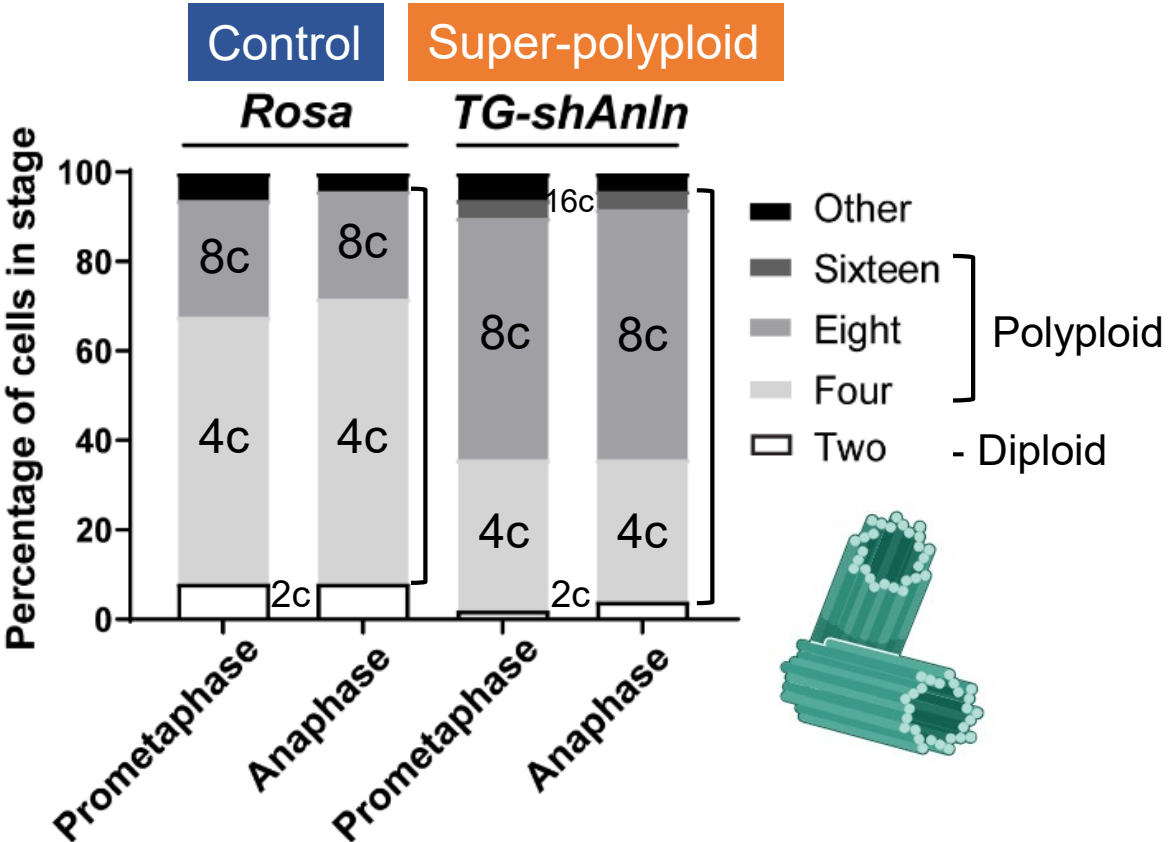 Control
Super-polyploid
Rosa
TG-shAnln
Percentage of cells in stage
100
80
60
40
20
0
8c
4c
2c
8c
4c
16c
8c
4c
2c
8c
4c
Prometaphase
Anaphase
Prometaphase
Anaphase
Other
Sixteen
Eight
Four
Two
Polyploid
- Diploid